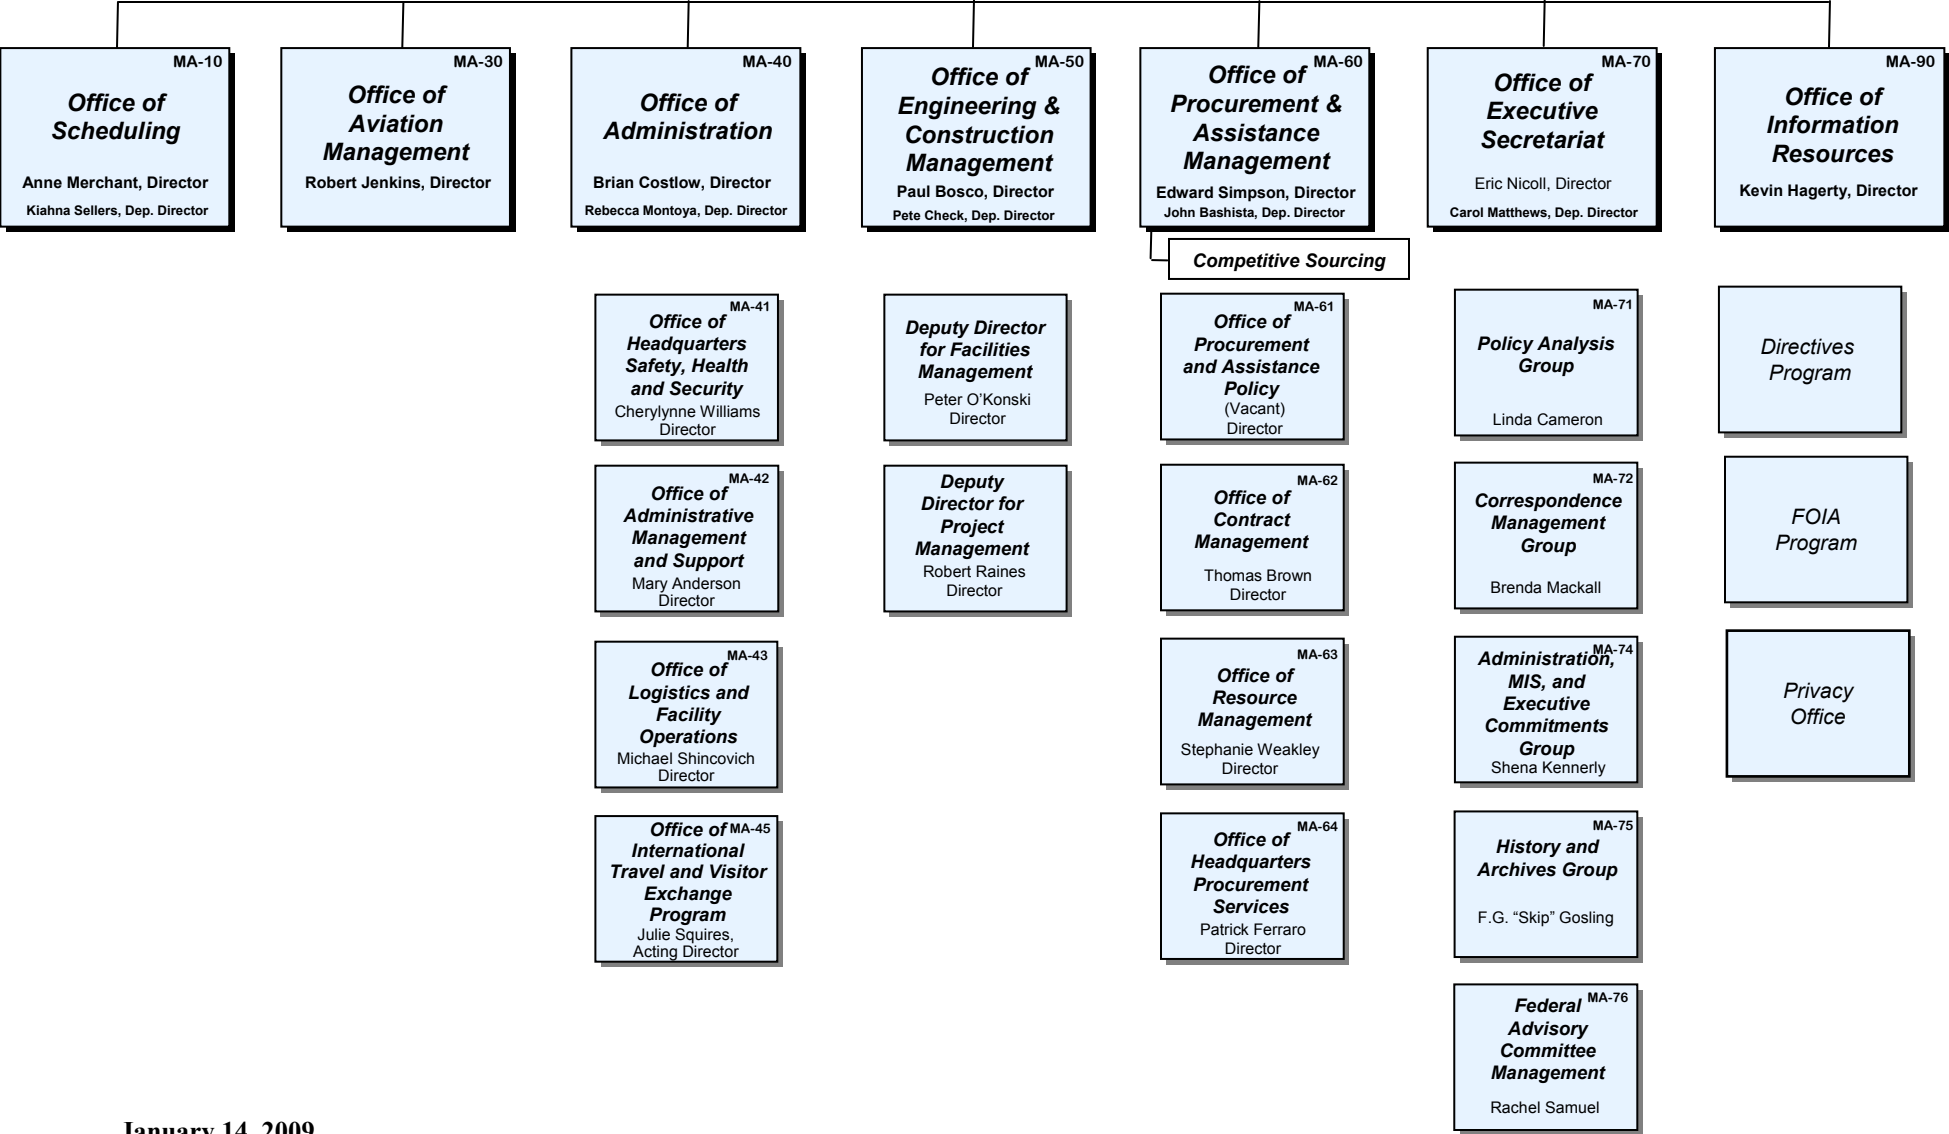 MA-10
Office of
Scheduling
Anne Merchant, Director
Kiahna Sellers, Dep. Director
MA-30
Office of
Aviation
Management
Robert Jenkins, Director
MA-40
Office of
Administration
Brian Costlow, Director
Rebecca Montoya, Dep. Director
MA-50
Office of
Engineering &
Construction
Management
Paul Bosco, Director
Pete Check, Dep. Director
MA-60
Office of
Procurement &
Assistance
Management
Edward Simpson, Director
John Bashista, Dep. Director
MA-70
Office of
Executive
Secretariat
Eric Nicoll, Director
Carol Matthews, Dep. Director
MA-90
Office of
Information
Resources
Kevin Hagerty, Director
Competitive Sourcing
MA-41
Office of
Headquarters
Safety, Health
and Security
Cherylynne Williams
Director
MA-42
Office of
Administrative
Management
and Support
Mary Anderson
Director
MA-43
Office of
Logistics and
Facility
Operations
Michael Shincovich
Director
Office of MA-45
International
Travel and Visitor
Exchange
Program
Julie Squires,
Acting Director
Deputy Director
for Facilities
Management
Peter O’Konski
Director
Deputy
Director for
Project
Management
Robert Raines
Director
MA-61
Office of
Procurement
and Assistance
Policy
(Vacant)
Director
MA-62
Office of
Contract
Management
Thomas Brown
Director
MA-63
Office of
Resource
Management
Stephanie Weakley
Director
MA-64
Office of
Headquarters
Procurement
Services
Patrick Ferraro
Director
MA-71
Policy Analysis
Group
Linda Cameron
MA-72
Correspondence
Management
Group
Brenda Mackall
MA-74
Administration,
MIS, and
Executive
Commitments
Group
Shena Kennerly
MA-75
History and
Archives Group
F.G. “Skip” Gosling
MA-76
Federal
Advisory
Committee
Management
Rachel Samuel
Directives
Program
FOIA
Program
Privacy
Office
January 14, 2009